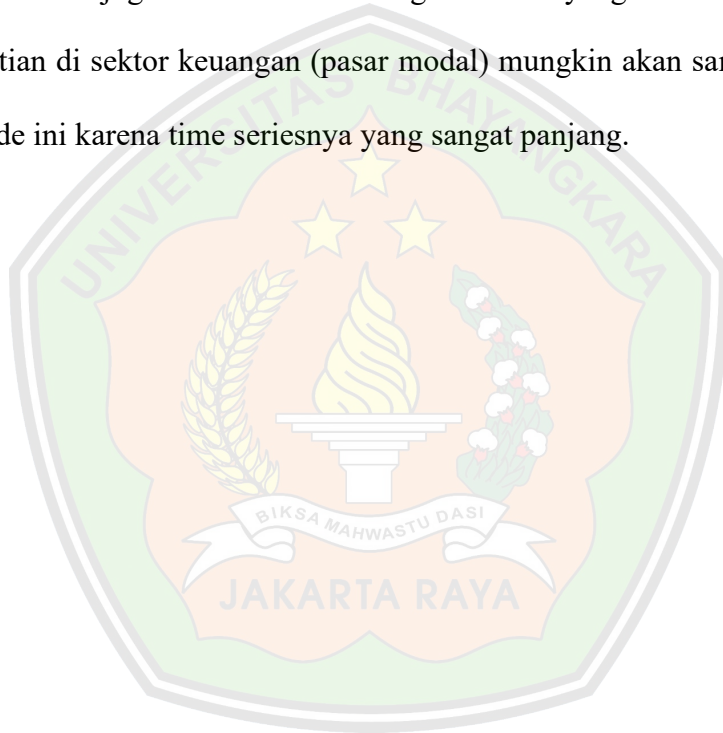 tian di sektor keuangan (pasar modal) mungkin akan sar
de ini karena time seriesnya yang sangat panjang.
UNIVERSITAS BHAYANGKARA
BIKSA MAHWASTU DASI
JAKARTA RAYA